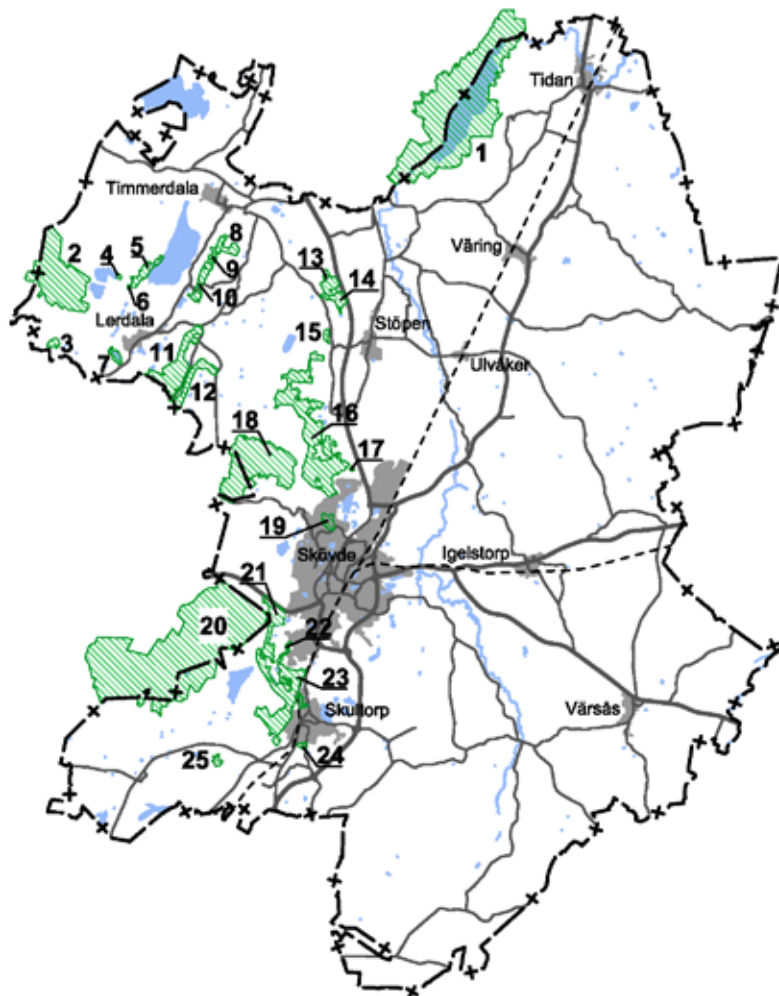 Tidan
1
Timmerdala
8
2
4
5
9
13
Väring
6
10
14
Lerdala
Stöpen
15
3
7
11
Ulvåker
12
16
18
17
19
Skövde
Igelstorp
21
20
22
23
Skultorp
Värsås
25
24